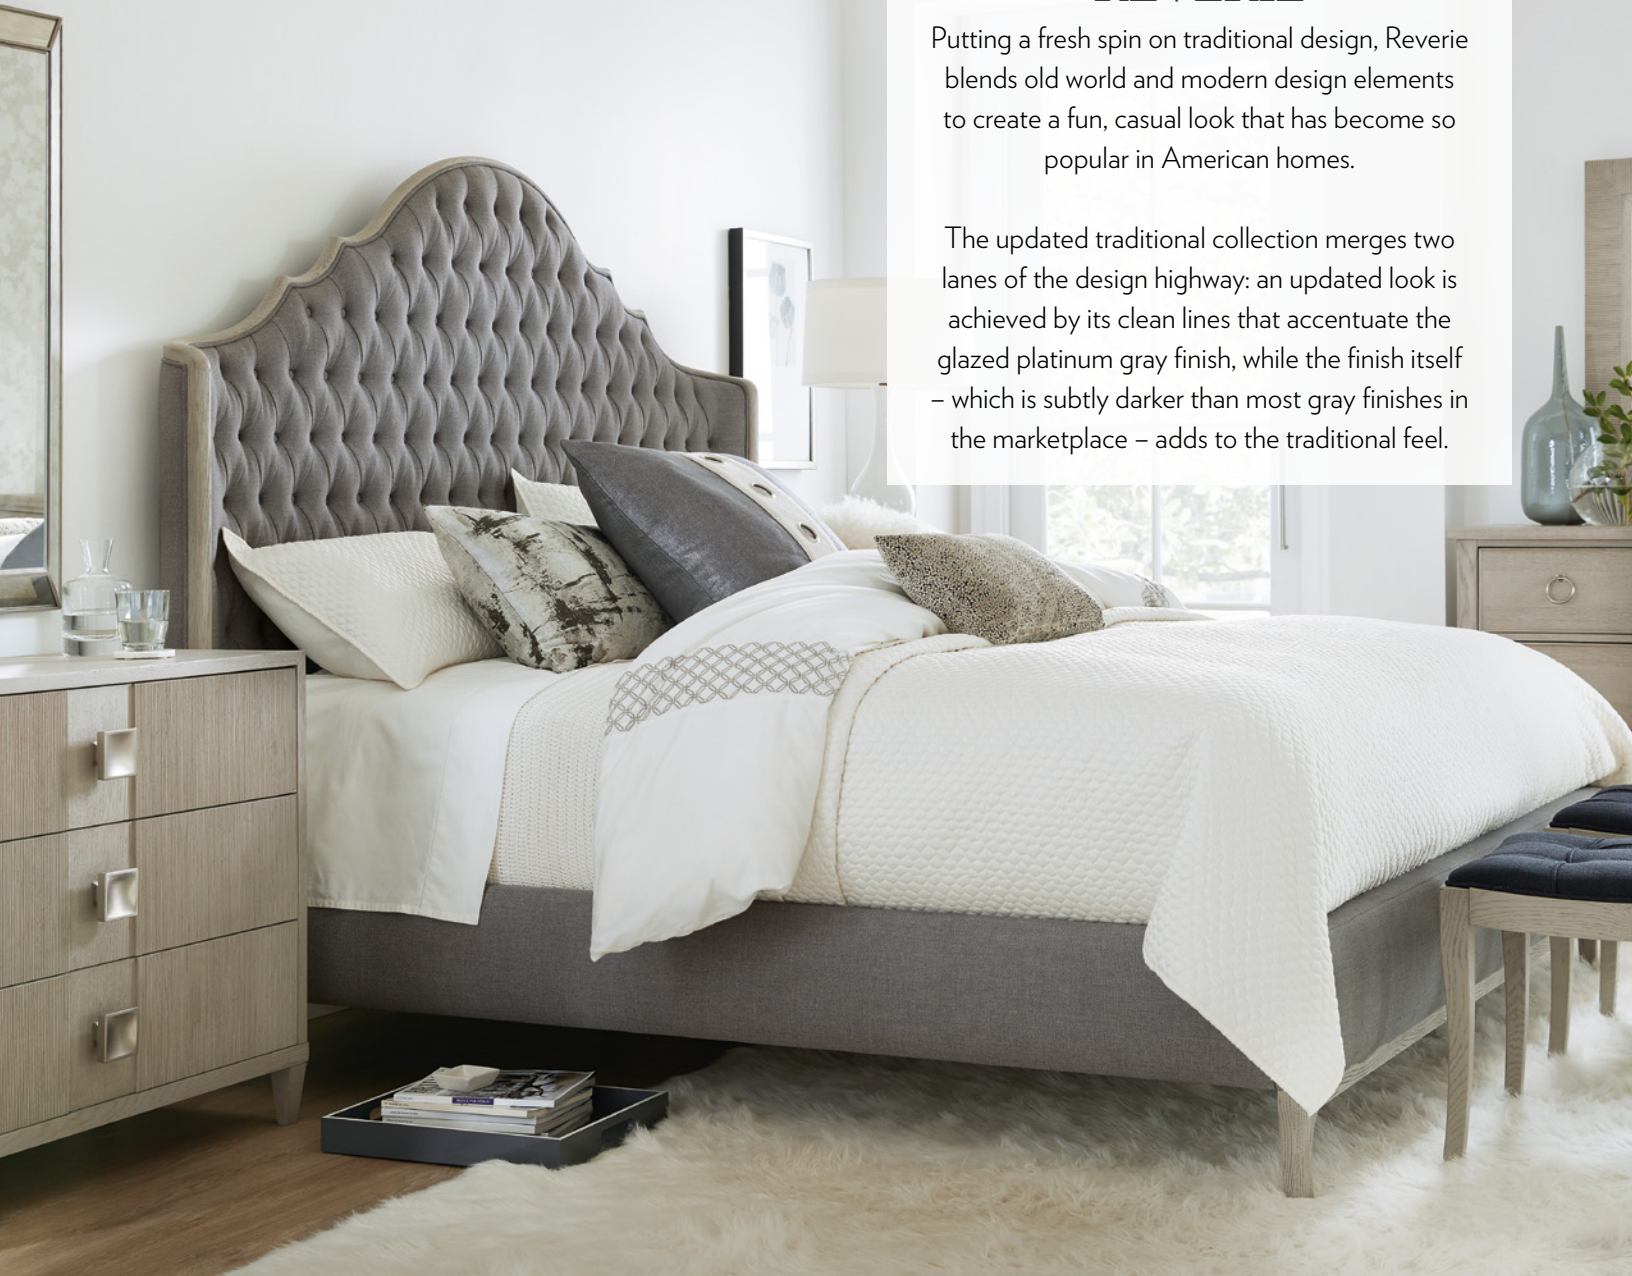 Putting a fresh spin on traditional design, Reverie
blends old world and modern design elements
to create a fun, casual look that has become so
popular in American homes.
The updated traditional collection merges two
lanes of the design highway: an updated look is
achieved by its clean lines that accentuate the
glazed platinum gray finish, while the finish itself
– which is subtly darker than most gray finishes in
the marketplace – adds to the traditional feel.